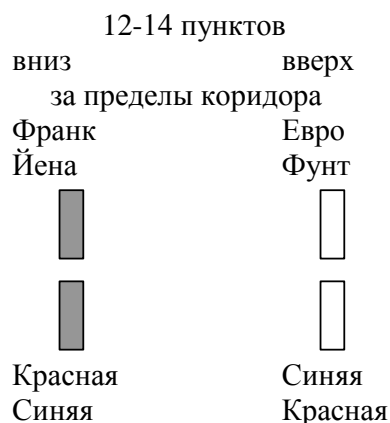 12-14 пунктов
вниз вверх
за пределы коридора
Франк Евро
Йена Фунт
Красная Синяя
Синяя Красная